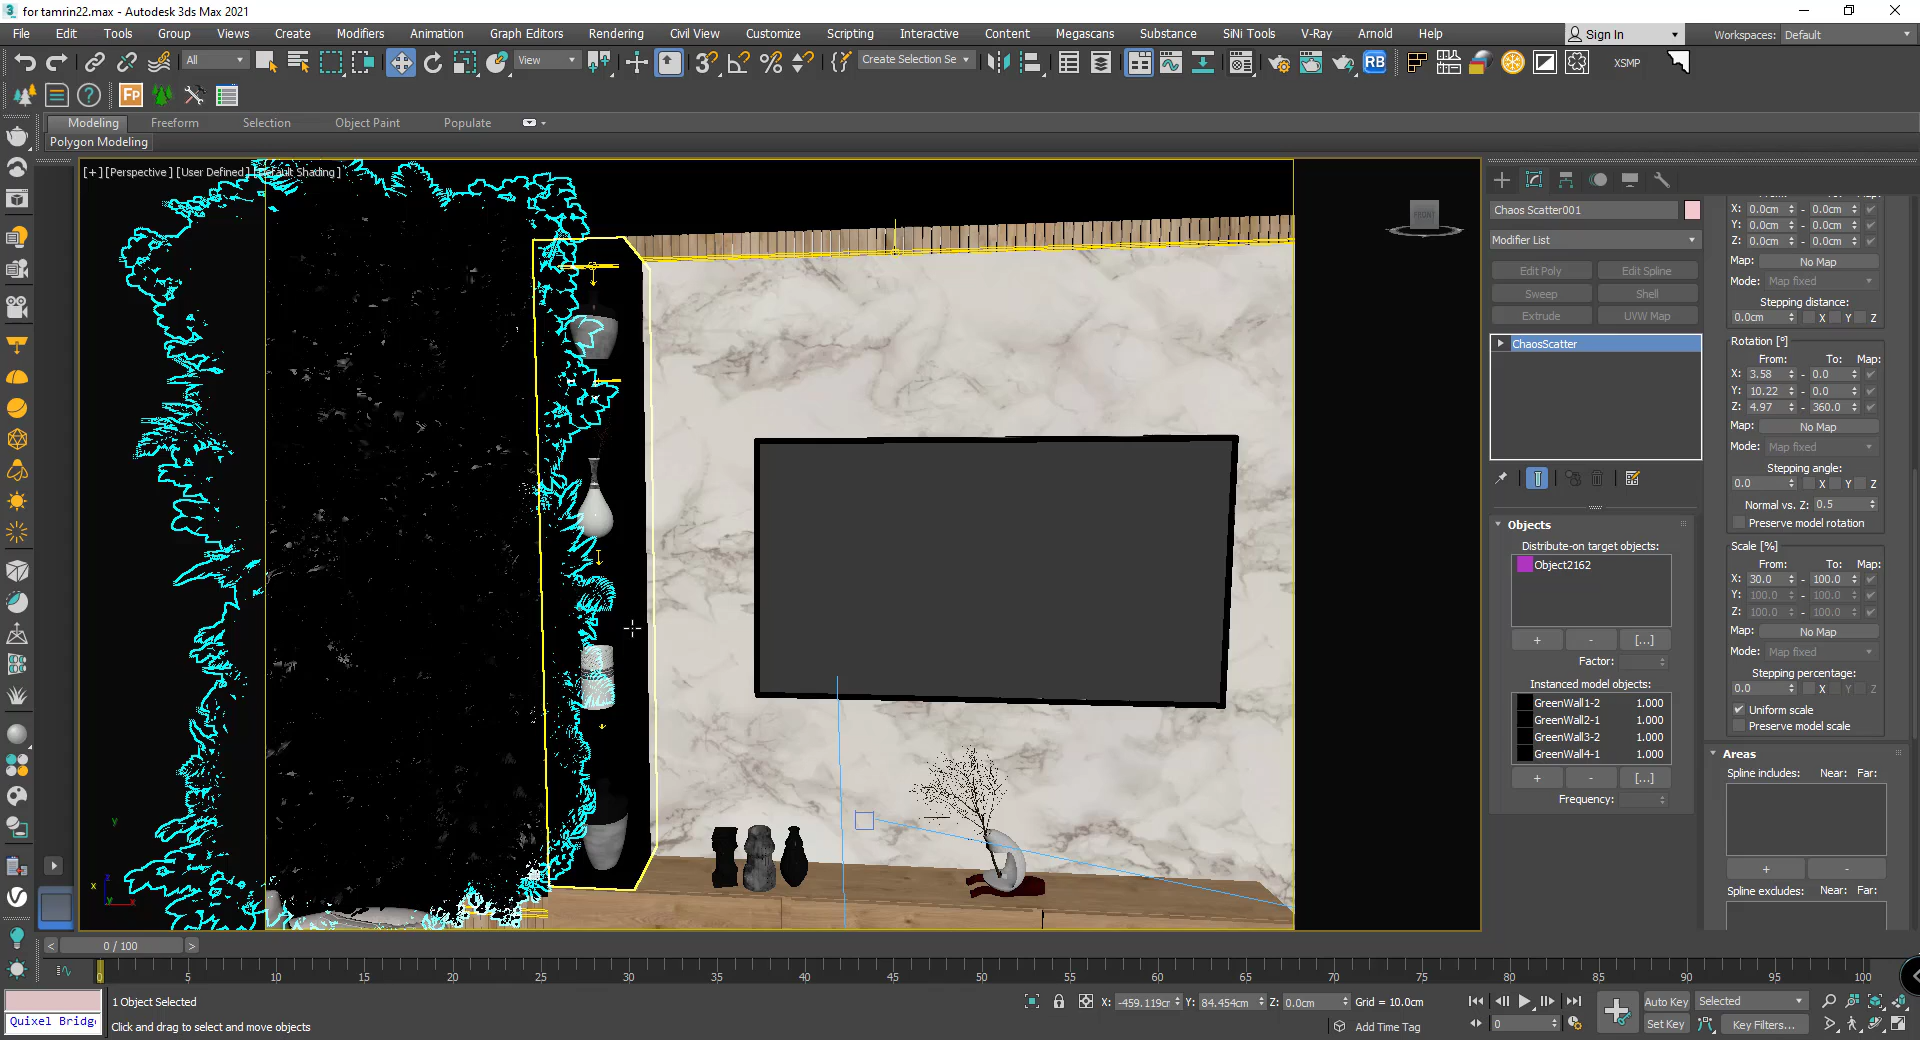 for tamrin22.max - Autodesk 3ds Max 2021
File Edit Tools Group Views Create Modifiers Animation Graph Editors Rendering Civil View Customize Scripting Interactive Content Megascans Substance SiNi Tools V-Ray Arnold Help Sign In Workspaces: Default
All View Create Selection Se RB XSMP
Fp
Modeling Freeform Selection Object Paint Populate
Polygon Modeling
[+] [Perspective ] [User Defined ] [Default Shading ]
FRONT
Chaos Scatter001
Modifier List
Edit Poly Edit Spline
Sweep Shell
Extrude UVW Map
ChaosScatter
Objects
Distribute-on target objects:
Object2162
+ - [...]
Factor:
Instanced model objects:
GreenWall1-2 1.000
GreenWall2-1 1.000
GreenWall3-2 1.000
GreenWall4-1 1.000
+ - [...]
Frequency:
X: 0.0cm - 0.0cm
Y: 0.0cm - 0.0cm
Z: 0.0cm - 0.0cm
Map: No Map
Mode: Map fixed
Stepping distance:
0.0cm X Y Z
Rotation [°]
From: To: Map:
X: 3.58 - 0.0
Y: 10.22 - 0.0
Z: 4.97 - 360.0
Map: No Map
Mode: Map fixed
Stepping angle:
0.0 X Y Z
Normal vs. Z: 0.5
Preserve model rotation
Scale [%]
From: To: Map:
X: 30.0 - 100.0
Y: 100.0 - 100.0
Z: 100.0 - 100.0
Map: No Map
Mode: Map fixed
Stepping percentage:
0.0 X Y Z
Uniform scale
Preserve model scale
Areas
Spline includes: Near: Far:
+ -
Spline excludes: Near: Far:
y
x z
y x
< 0 / 100 >
0 5 10 15 20 25 30 35 40 45 50 55 60 65 70 75 80 85 90 95 100
1 Object Selected X: -459.119cm Y: 84.454cm Z: 0.0cm Grid = 10.0cm Auto Key Selected
Quixel Bridge Click and drag to select and move objects Add Time Tag 0 Set Key Key Filters...